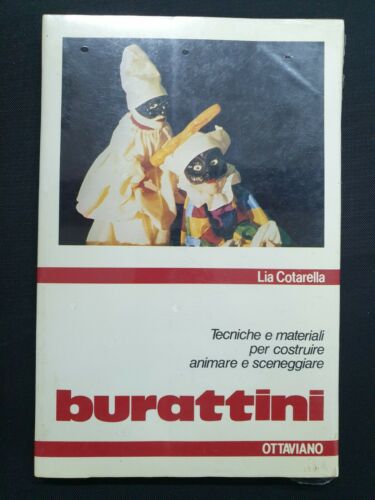 Lia Cotarella
Tecniche e materiali
per costruire
animare e sceneggiare
burattini
OTTAVIANO